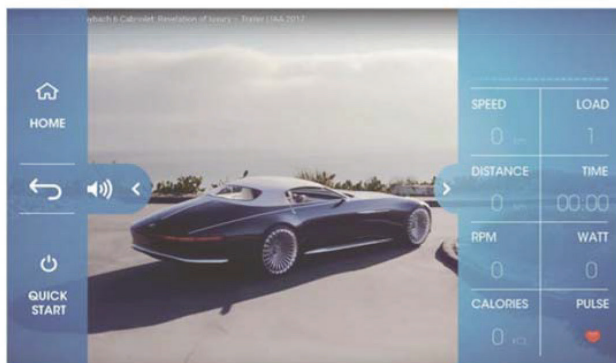 ybach 6 Cabriolet: Revelation of luxury – Trailer | IAA 2017
HOME
QUICK
START
SPEED
LOAD
0
1
DISTANCE
TIME
0
00:00
RPM
WATT
0
0
CALORIES
PULSE
0